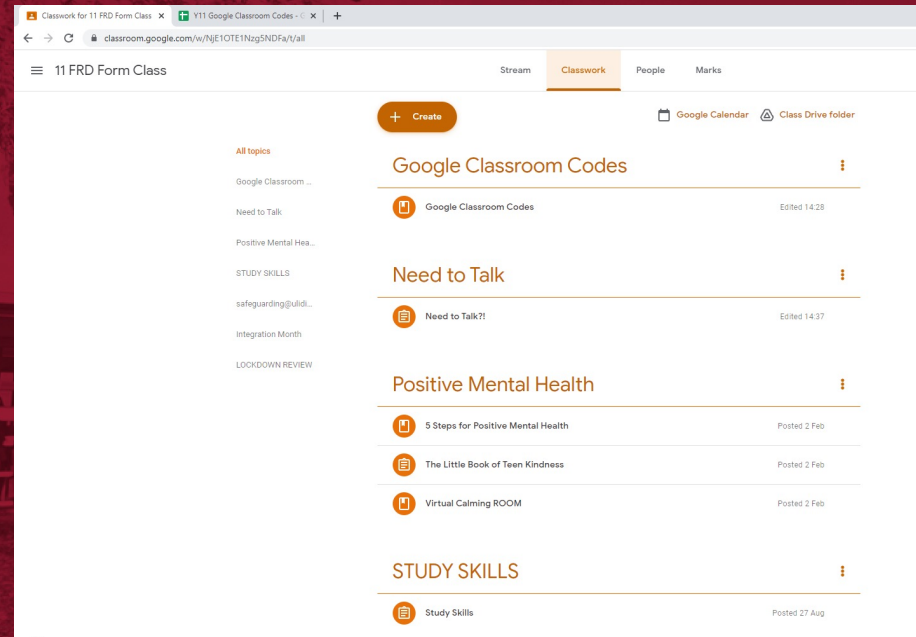 Classwork for 11 FRD Form Class
Y11 Google Classroom Codes - G
classroom.google.com/w/NjE1OTE1Nzg5NDFa/t/all
11 FRD Form Class
Stream
Classwork
People
Marks
Create
Google Calendar
Class Drive folder
All topics
Google Classroom ...
Need to Talk
Positive Mental Hea...
STUDY SKILLS
safeguarding@ulidi...
Integration Month
LOCKDOWN REVIEW
Google Classroom Codes
Google Classroom Codes
Edited 14:28
Need to Talk
Need to Talk?!
Edited 14:37
Positive Mental Health
5 Steps for Positive Mental Health
Posted 2 Feb
The Little Book of Teen Kindness
Posted 2 Feb
Virtual Calming ROOM
Posted 2 Feb
STUDY SKILLS
Study Skills
Posted 27 Aug